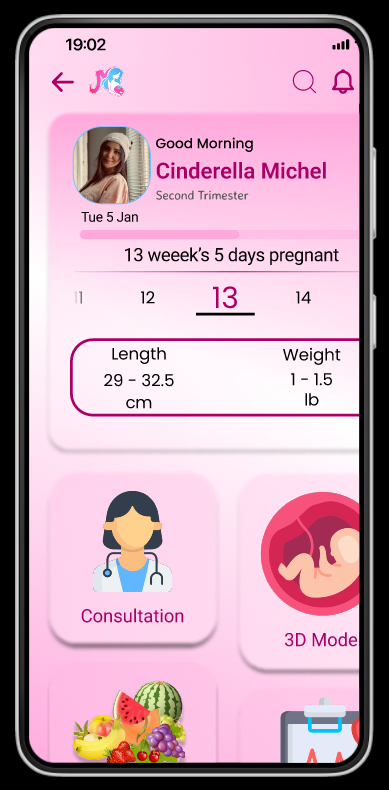 19:02
Good Morning
Cinderella Michel
Second Trimester
Tue 5 Jan
13 weeek's 5 days pregnant
11 12 13 14
Length Weight
29 - 32.5 1 - 1.5
cm lb
Consultation
3D Mode